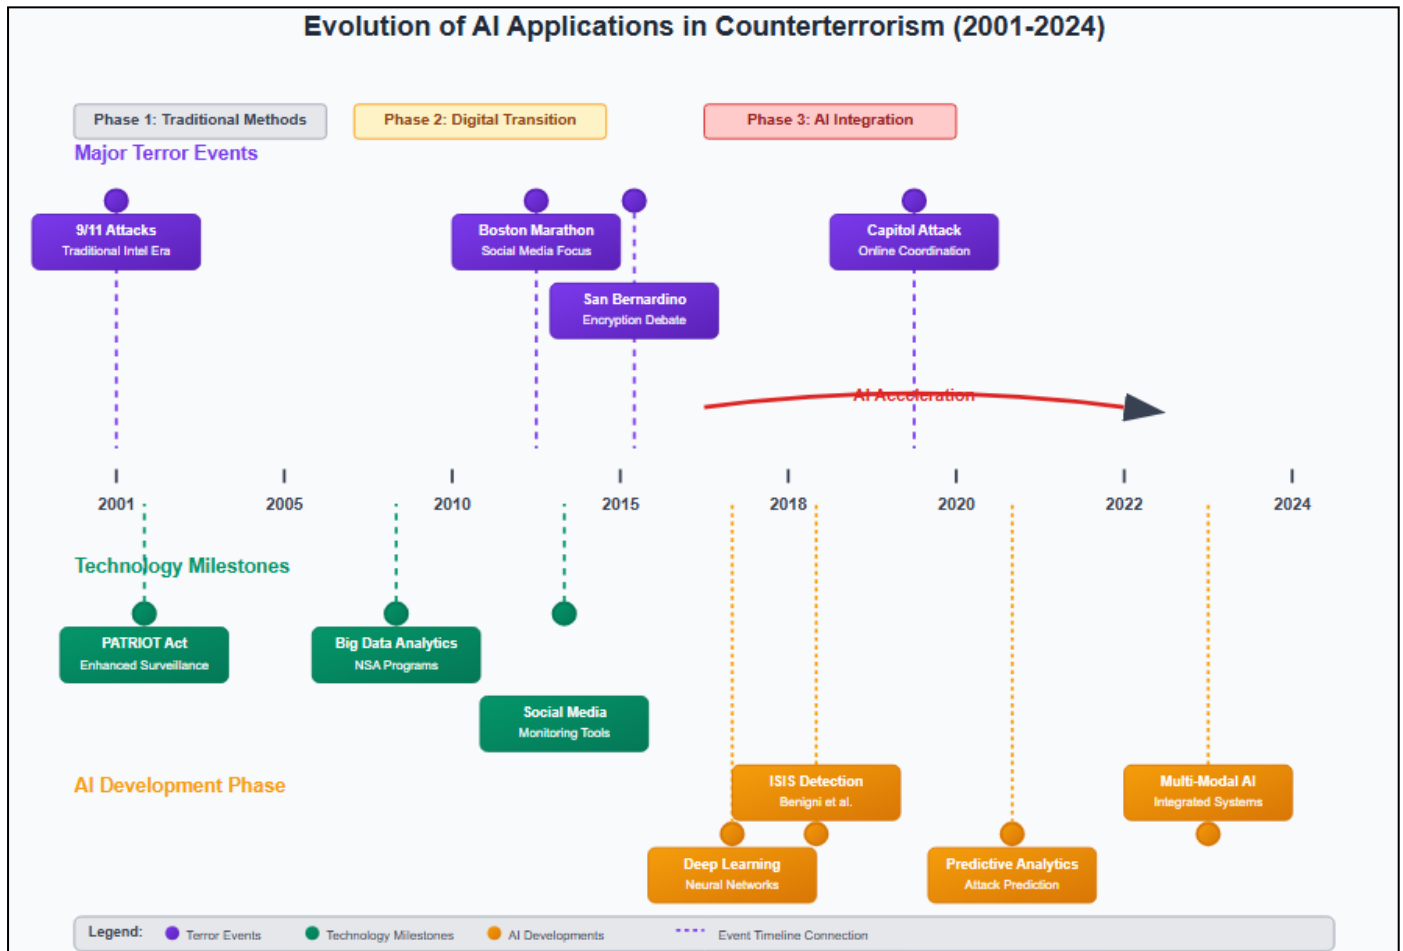 Evolution of AI Applications in Counterterrorism (2001-2024)
Phase 1: Traditional Methods
Phase 2: Digital Transition
Phase 3: AI Integration
Major Terror Events
9/11 Attacks
Traditional Intel Era
Boston Marathon
Social Media Focus
Capitol Attack
Online Coordination
San Bernardino
Encryption Debate
AI Acceleration
2001
2005
2010
2015
2018
2020
2022
2024
Technology Milestones
PATRIOT Act
Enhanced Surveillance
Big Data Analytics
NSA Programs
Social Media
Monitoring Tools
AI Development Phase
ISIS Detection
Benigni et al.
Multi-Modal AI
Integrated Systems
Deep Learning
Neural Networks
Predictive Analytics
Attack Prediction
Legend:
Terror Events
Technology Milestones
AI Developments
Event Timeline Connection